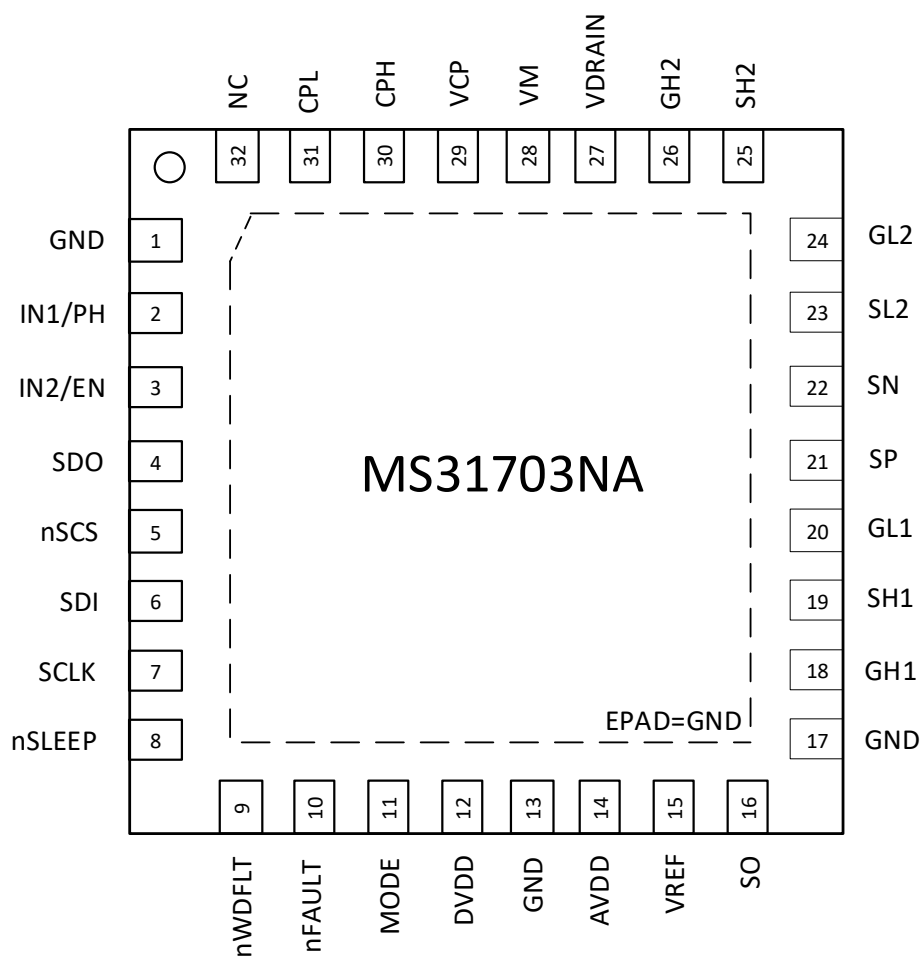 NC CPL CPH VCP VM VDRAIN GH2 SH2
32 31 30 29 28 27 26 25
GND 1 24 GL2
IN1/PH 2 23 SL2
IN2/EN 3 22 SN
SDO 4 21 SP
MS31703NA
nSCS 5 20 GL1
SDI 6 19 SH1
SCLK 7 18 GH1
nSLEEP 8 EPAD=GND 17 GND
9 10 11 12 13 14 15 16
nWDFLT nFAULT MODE DVDD GND AVDD VREF SO